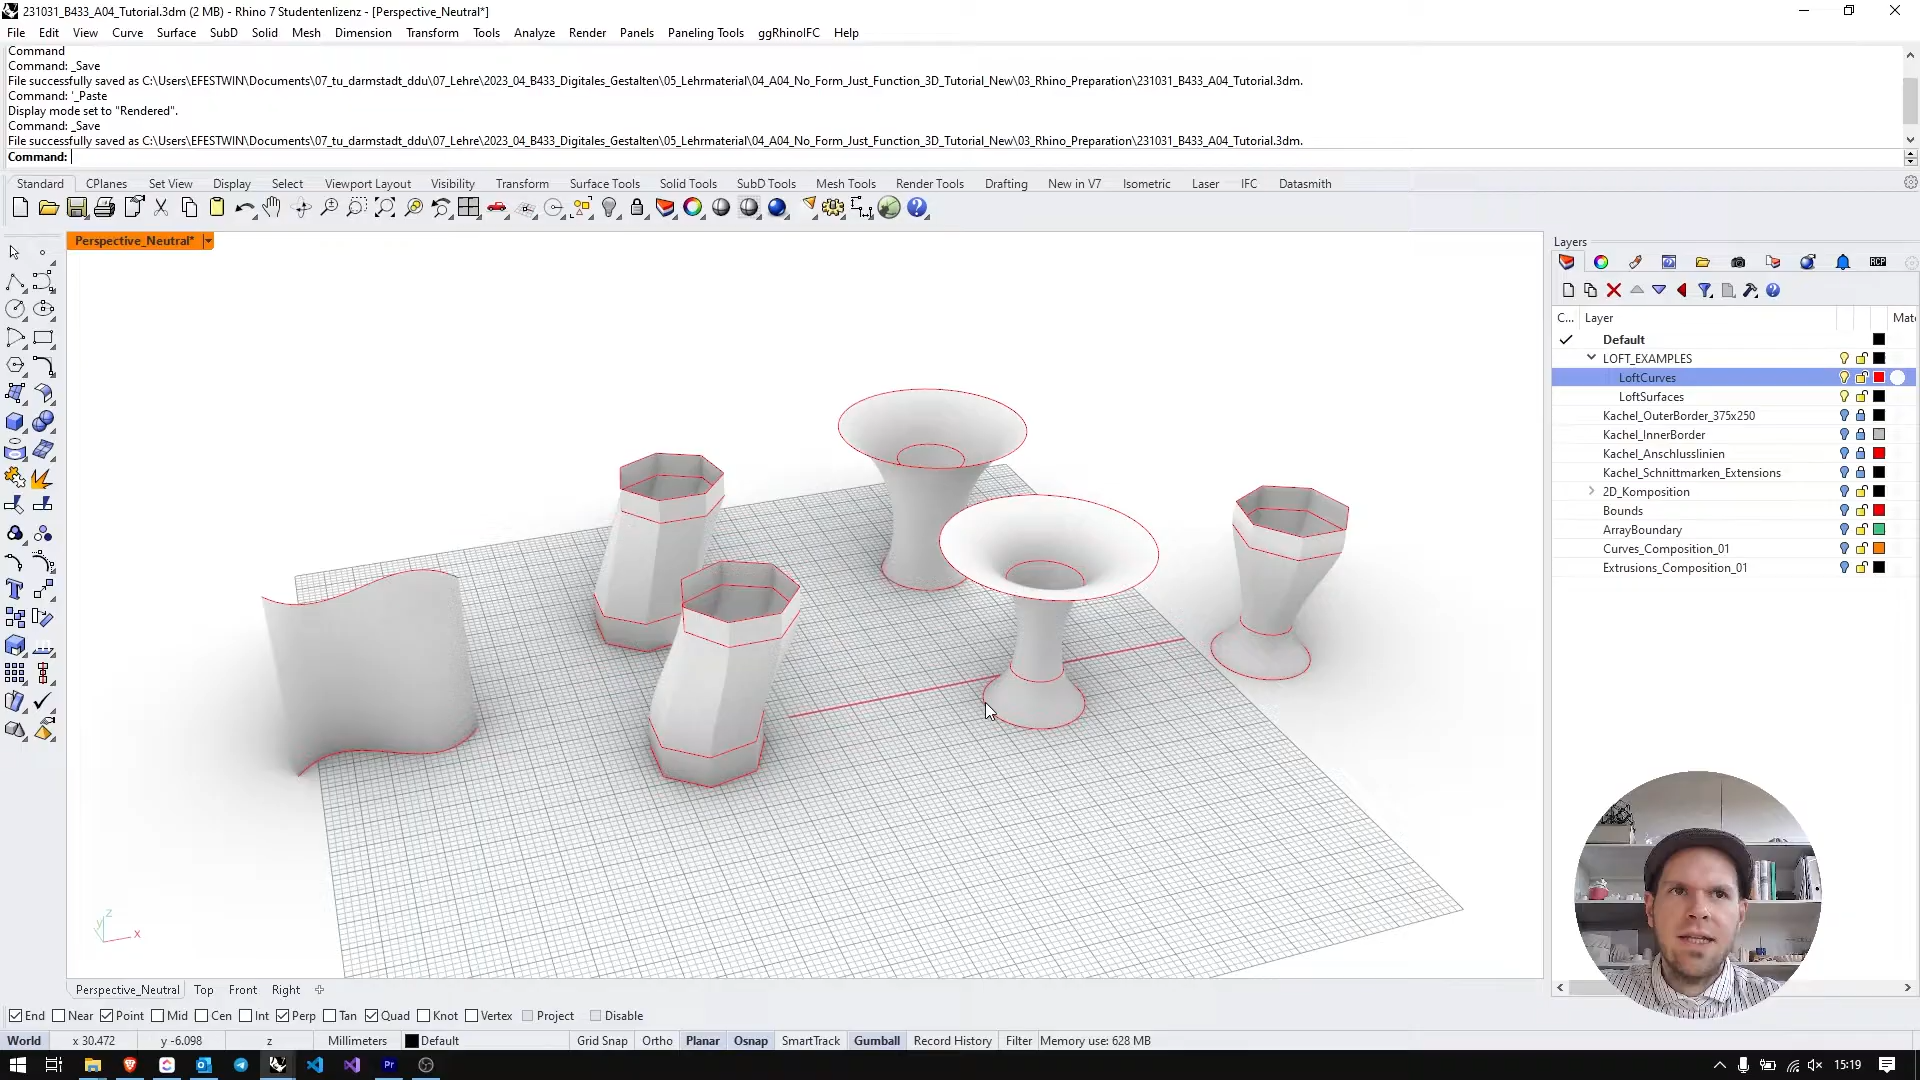 231031_B433_A04_Tutorial.3dm (2 MB) - Rhino 7 Studentenlizenz - [Perspective_Neutral*]
File Edit View Curve Surface SubD Solid Mesh Dimension Transform Tools Analyze Render Panels Paneling Tools ggRhinoIFC Help
Command
Command: _Save
File successfully saved as C:\Users\EFESTWIN\Documents\07_tu_darmstadt_ddu\07_Lehre\2023_04_B433_Digitales_Gestalten\05_Lehrmaterial\04_A04_No_Form_Just_Function_3D_Tutorial_New\03_Rhino_Preparation\231031_B433_A04_Tutorial.3dm.
Command: '_Paste
Display mode set to "Rendered".
Command: _Save
File successfully saved as C:\Users\EFESTWIN\Documents\07_tu_darmstadt_ddu\07_Lehre\2023_04_B433_Digitales_Gestalten\05_Lehrmaterial\04_A04_No_Form_Just_Function_3D_Tutorial_New\03_Rhino_Preparation\231031_B433_A04_Tutorial.3dm.
Command:
Standard CPlanes Set View Display Select Viewport Layout Visibility Transform Surface Tools Solid Tools SubD Tools Mesh Tools Render Tools Drafting New in V7 Isometric Laser IFC Datasmith
Perspective_Neutral*
Layers
RCP
C... Layer Mate
Default
LOFT_EXAMPLES
LoftCurves
LoftSurfaces
Kachel_OuterBorder_375x250
Kachel_InnerBorder
Kachel_Anschlusslinien
Kachel_Schnittmarken_Extensions
2D_Komposition
Bounds
ArrayBoundary
Curves_Composition_01
Extrusions_Composition_01
z
y
x
Perspective_Neutral Top Front Right
End Near Point Mid Cen Int Perp Tan Quad Knot Vertex Project Disable
World x 30.472 y -6.098 z Millimeters Default Grid Snap Ortho Planar Osnap SmartTrack Gumball Record History Filter Memory use: 628 MB
Pr
15:19